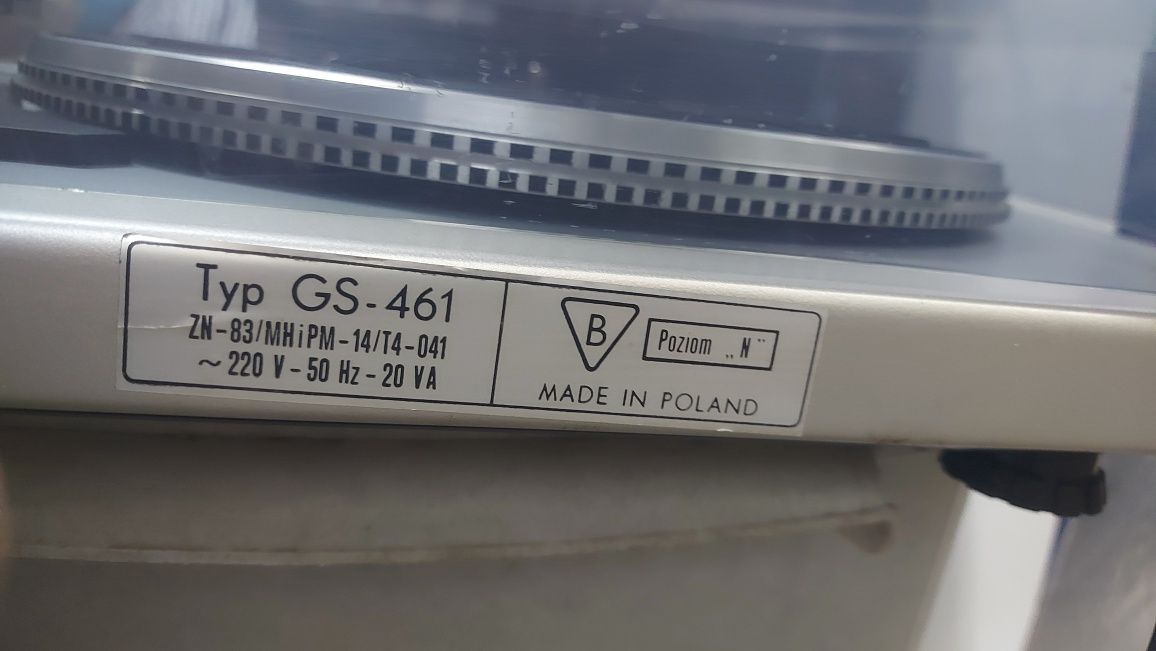 Typ GS-461
ZN-83/MHiPM-14/T4-041
~ 220 V - 50 Hz - 20 VA
B
Poziom „N”
MADE IN POLAND